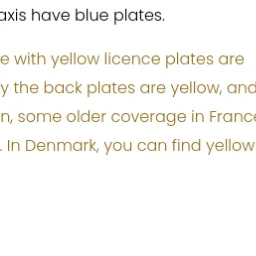 axis have blue plates.
e with yellow licence plates are
y the back plates are yellow, and
n, some older coverage in France
. In Denmark, you can find yellow